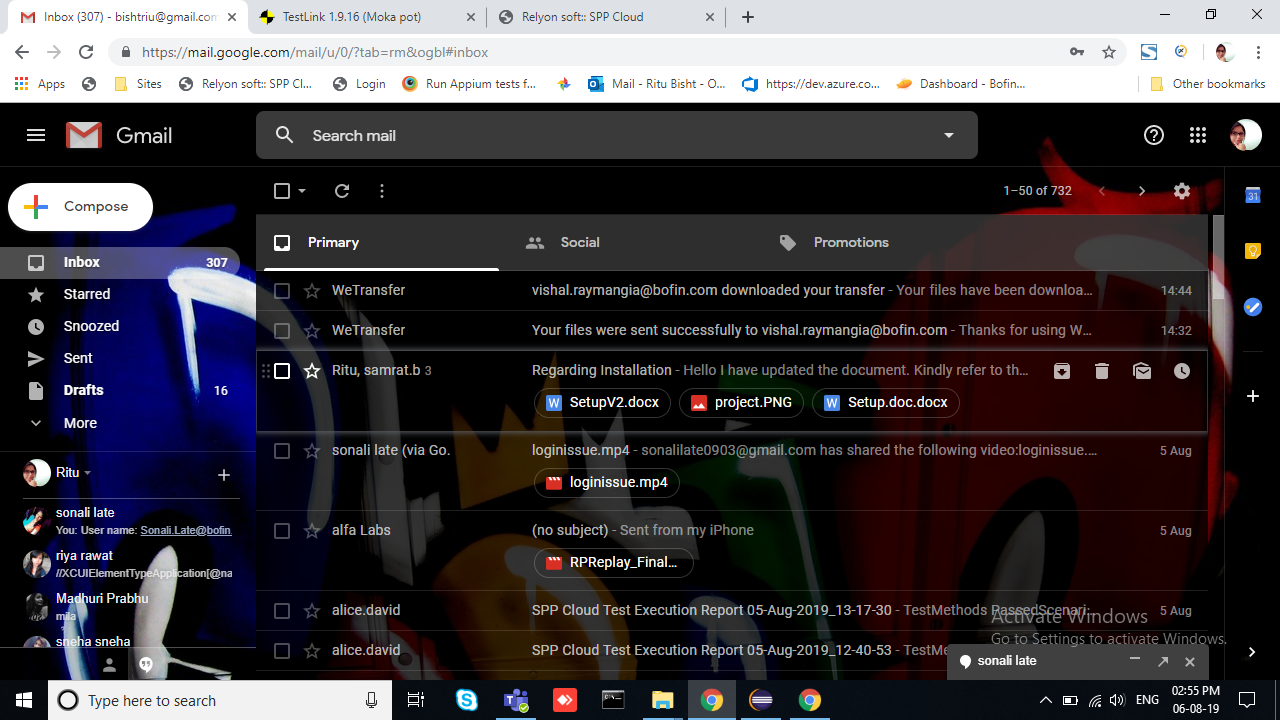 Inbox (307) - bishtriu@gmail.com
TestLink 1.9.16 (Moka pot)
Relyon soft:: SPP Cloud
https://mail.google.com/mail/u/0/?tab=rm&ogbl#inbox
Apps
Sites
Relyon soft:: SPP Cl...
Login
Run Appium tests f...
Mail - Ritu Bisht - O...
https://dev.azure.co...
Dashboard - Bofin...
Other bookmarks
Gmail
Search mail
Compose
1–50 of 732
Primary
Social
Promotions
Inbox 307
Starred
Snoozed
Sent
Drafts 16
More
WeTransfer vishal.raymangia@bofin.com downloaded your transfer - Your files have been downloa... 14:44
WeTransfer Your files were sent successfully to vishal.raymangia@bofin.com - Thanks for using W... 14:32
Ritu, samrat.b 3 Regarding Installation - Hello I have updated the document. Kindly refer to th...
SetupV2.docx project.PNG Setup.doc.docx
sonali late (via Go. loginissue.mp4 - sonalilate0903@gmail.com has shared the following video:loginissue.... 5 Aug
loginissue.mp4
alfa Labs (no subject) - Sent from my iPhone 5 Aug
RPReplay_Final...
alice.david SPP Cloud Test Execution Report 05-Aug-2019_13-17-30 - TestMethods PassedScenari... 5 Aug
alice.david SPP Cloud Test Execution Report 05-Aug-2019_12-40-53 - TestMe
Ritu
sonali late
You: User name: Sonali.Late@bofin.
riya rawat
//XCUIElementTypeApplication[@na
Madhuri Prabhu
mila
sneha sneha
Activate Windows
Go to Settings to activate Windows.
sonali late
Type here to search
ENG
02:55 PM
06-08-19
31